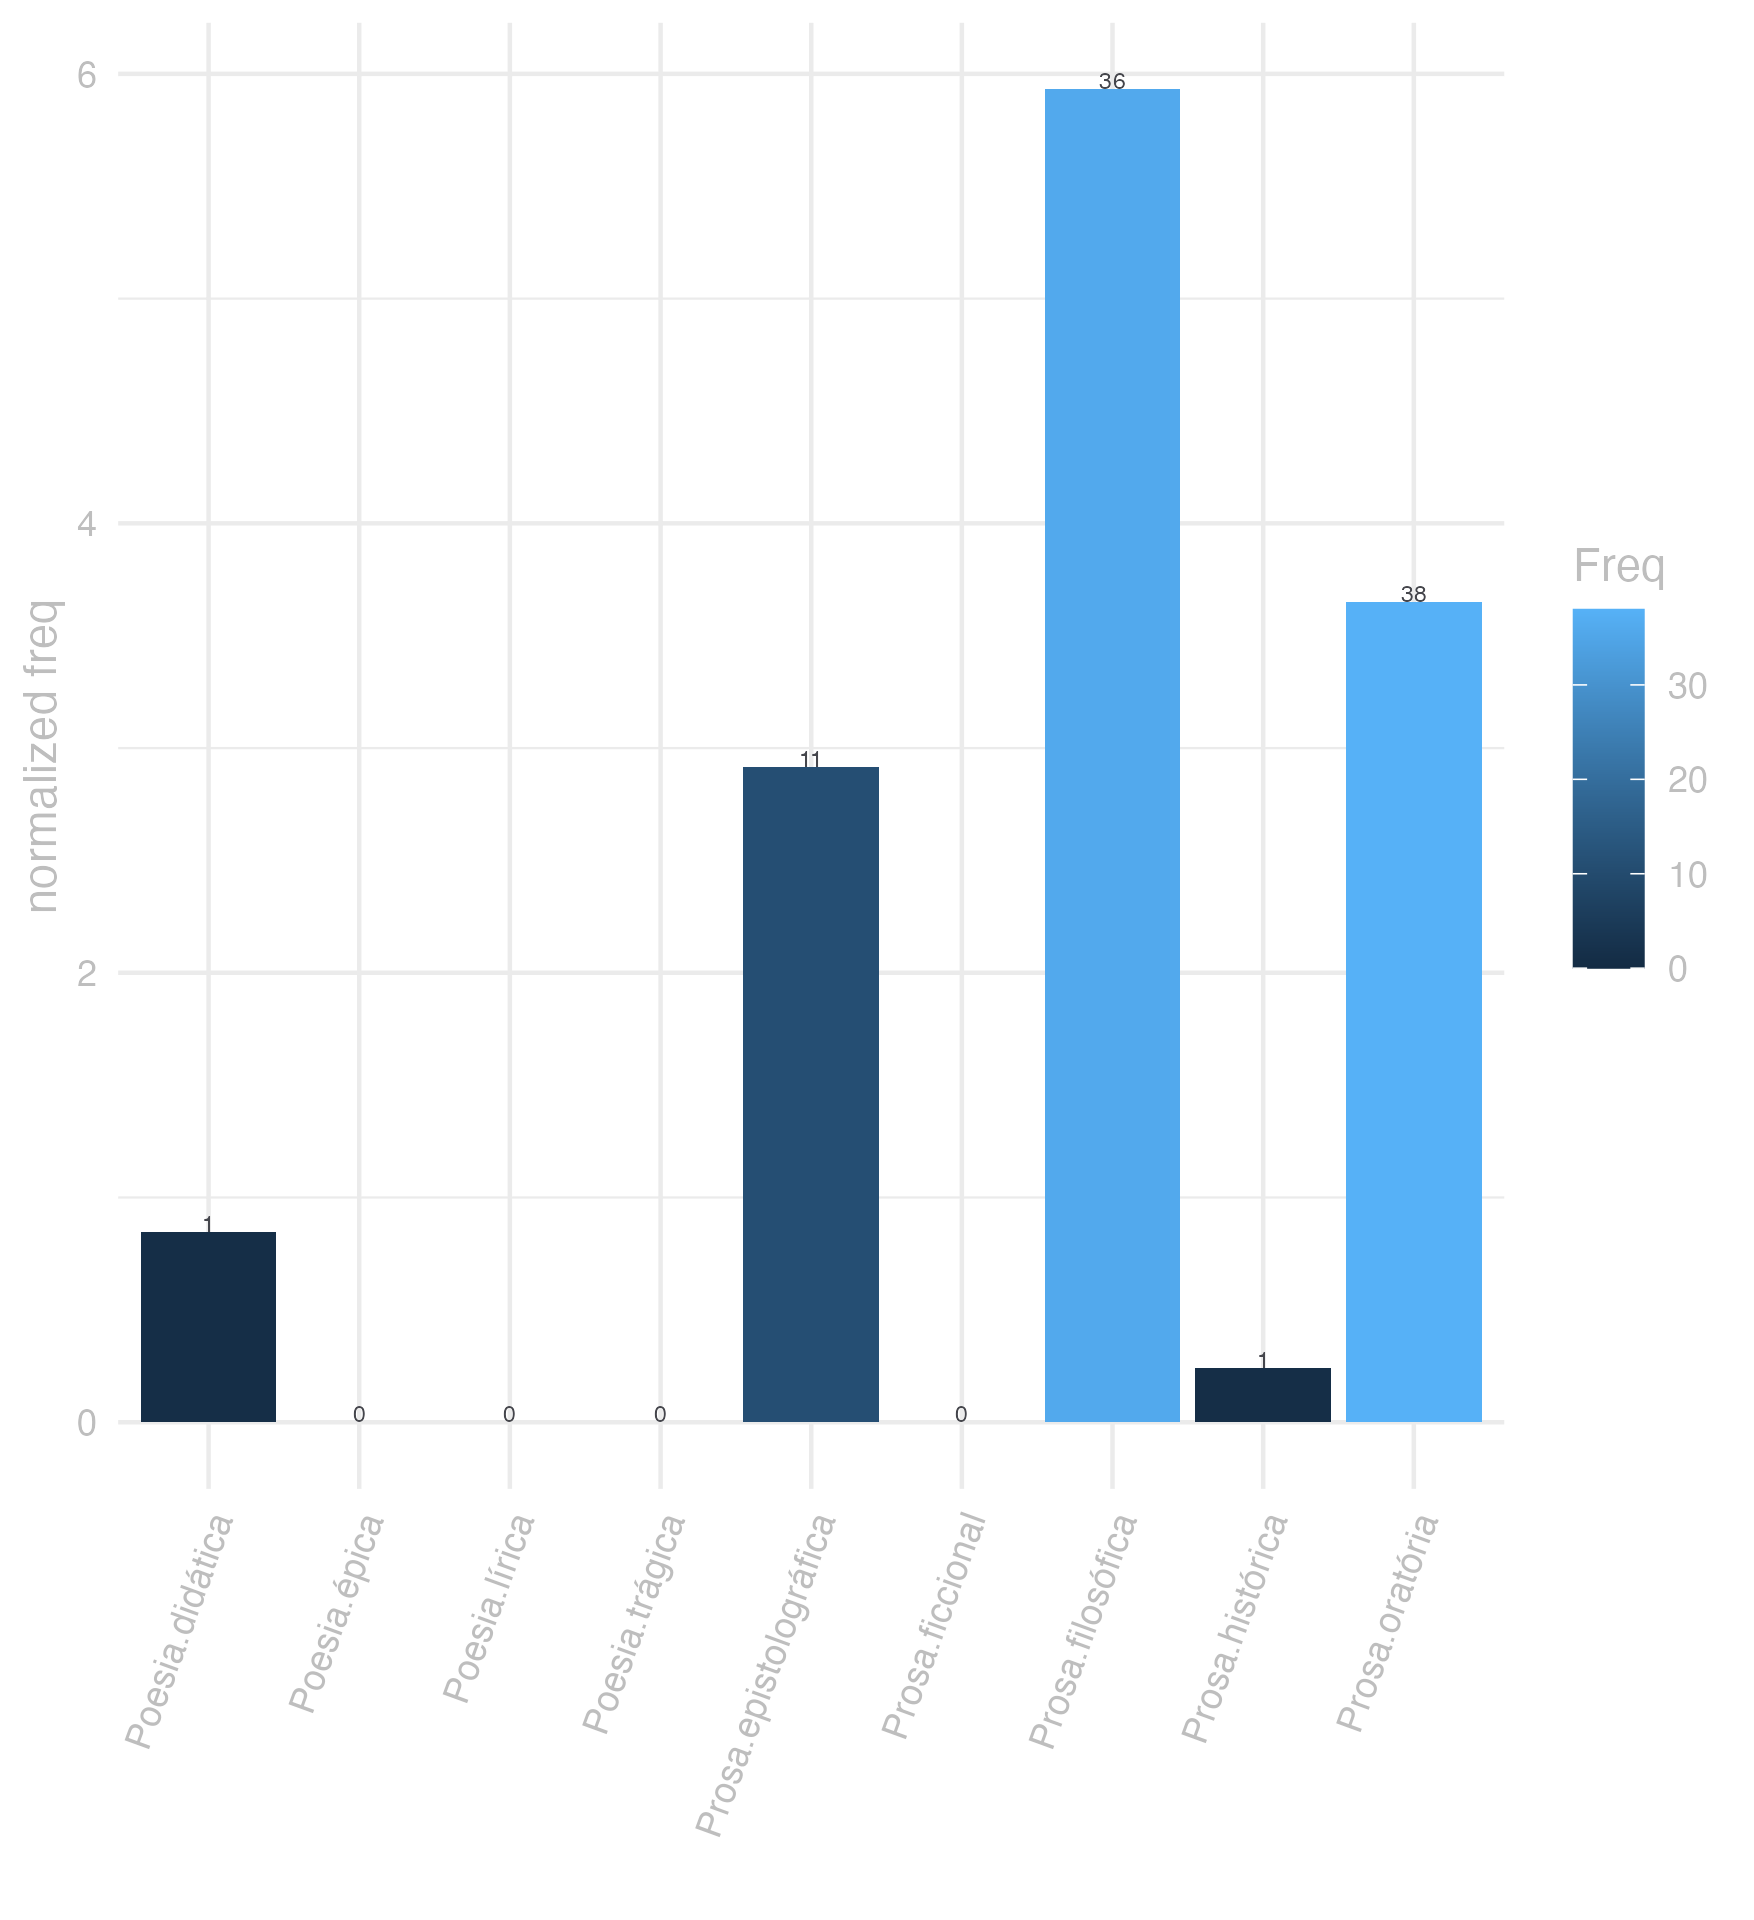 normalized freq
6
4
2
0
1
0
0
0
11
0
36
1
38
Poesia.didática
Poesia.épica
Poesia.lírica
Poesia.trágica
Prosa.epistolográfica
Prosa.ficcional
Prosa.filosófica
Prosa.histórica
Prosa.oratória
Freq
30
20
10
0